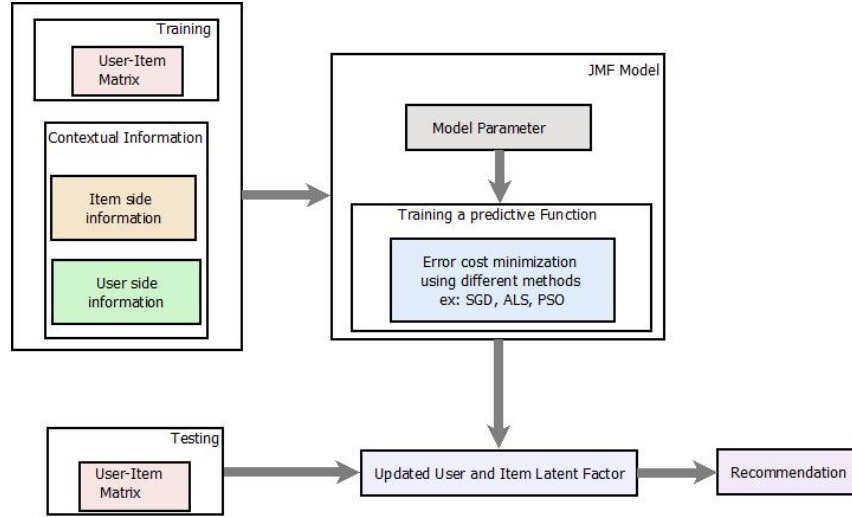 Training
User-Item
Matrix
Contextual Information
Item side
information
User side
information
JMF Model
Model Parameter
Training a predictive Function
Error cost minimization
using different methods
ex: SGD, ALS, PSO
Testing
User-Item
Matrix
Updated User and Item Latent Factor
Recommendation